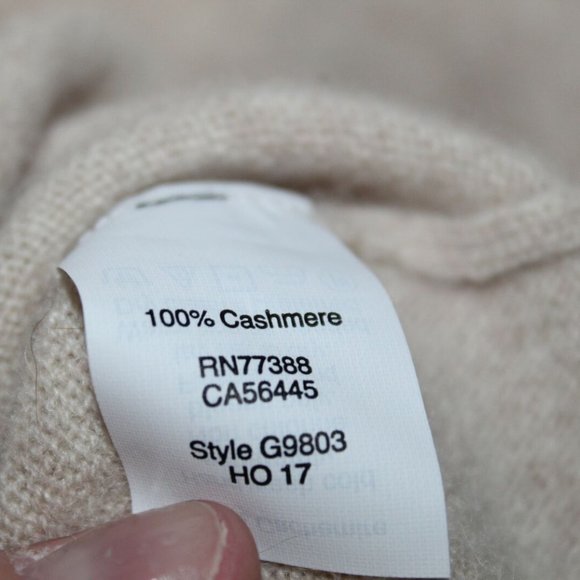 100% Cashmere
RN77388
CA56445
Style G9803
HO 17